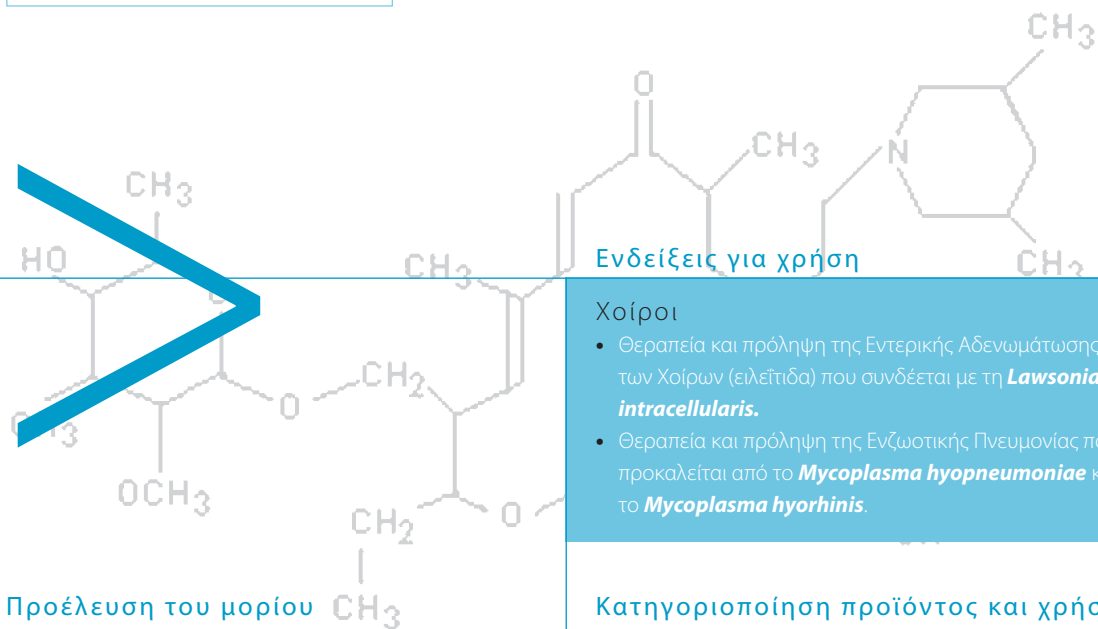 CH3
O
CH3
N
CH3
HO
CH3
Ενδείξεις για χρήση
CH3
Χοίροι
• Θεραπεία και πρόληψη της Εντερικής Αδενωμάτωσης
των Χοίρων (ειλεΐτιδα) που συνδέεται με τη Lawsonia
intracellularis.
• Θεραπεία και πρόληψη της Ενζωοτικής Πνευμονίας
προκαλείται από το Mycoplasma hyopneumoniae
το Mycoplasma hyorhinis.
CH2
O
OCH3
CH2
O
Προέλευση του μορίου
CH3
Κατηγοριοποίηση προϊόντος και